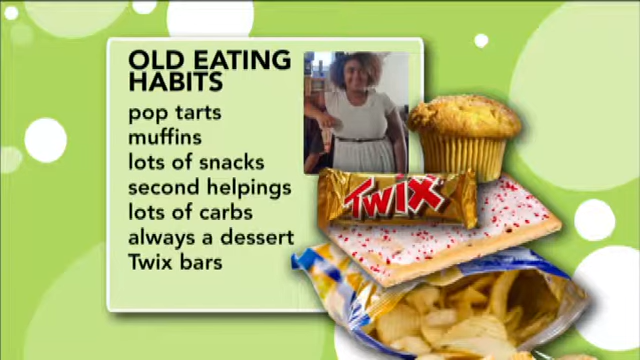 OLD EATING
HABITS
pop tarts
muffins
lots of snacks
second helpings
lots of carbs
always a dessert
Twix bars
TWIX